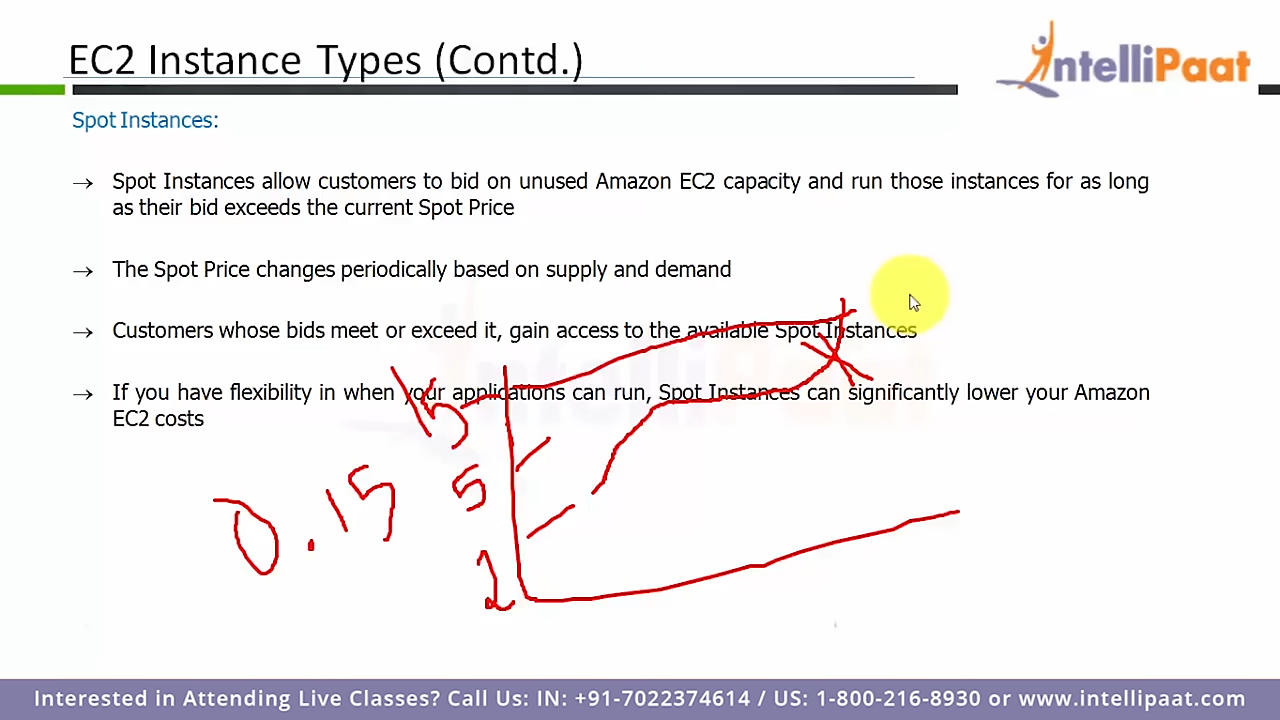 EC2 Instance Types (Contd.)
IntelliPaat
Spot Instances:
→ Spot Instances allow customers to bid on unused Amazon EC2 capacity and run those instances for as long
as their bid exceeds the current Spot Price
→ The Spot Price changes periodically based on supply and demand
→ Customers whose bids meet or exceed it, gain access to the available Spot Instances
→ If you have flexibility in when your applications can run, Spot Instances can significantly lower your Amazon
EC2 costs
15
5
0.15
2
Interested in Attending Live Classes? Call Us: IN: +91-7022374614 / US: 1-800-216-8930 or www.intellipaat.com